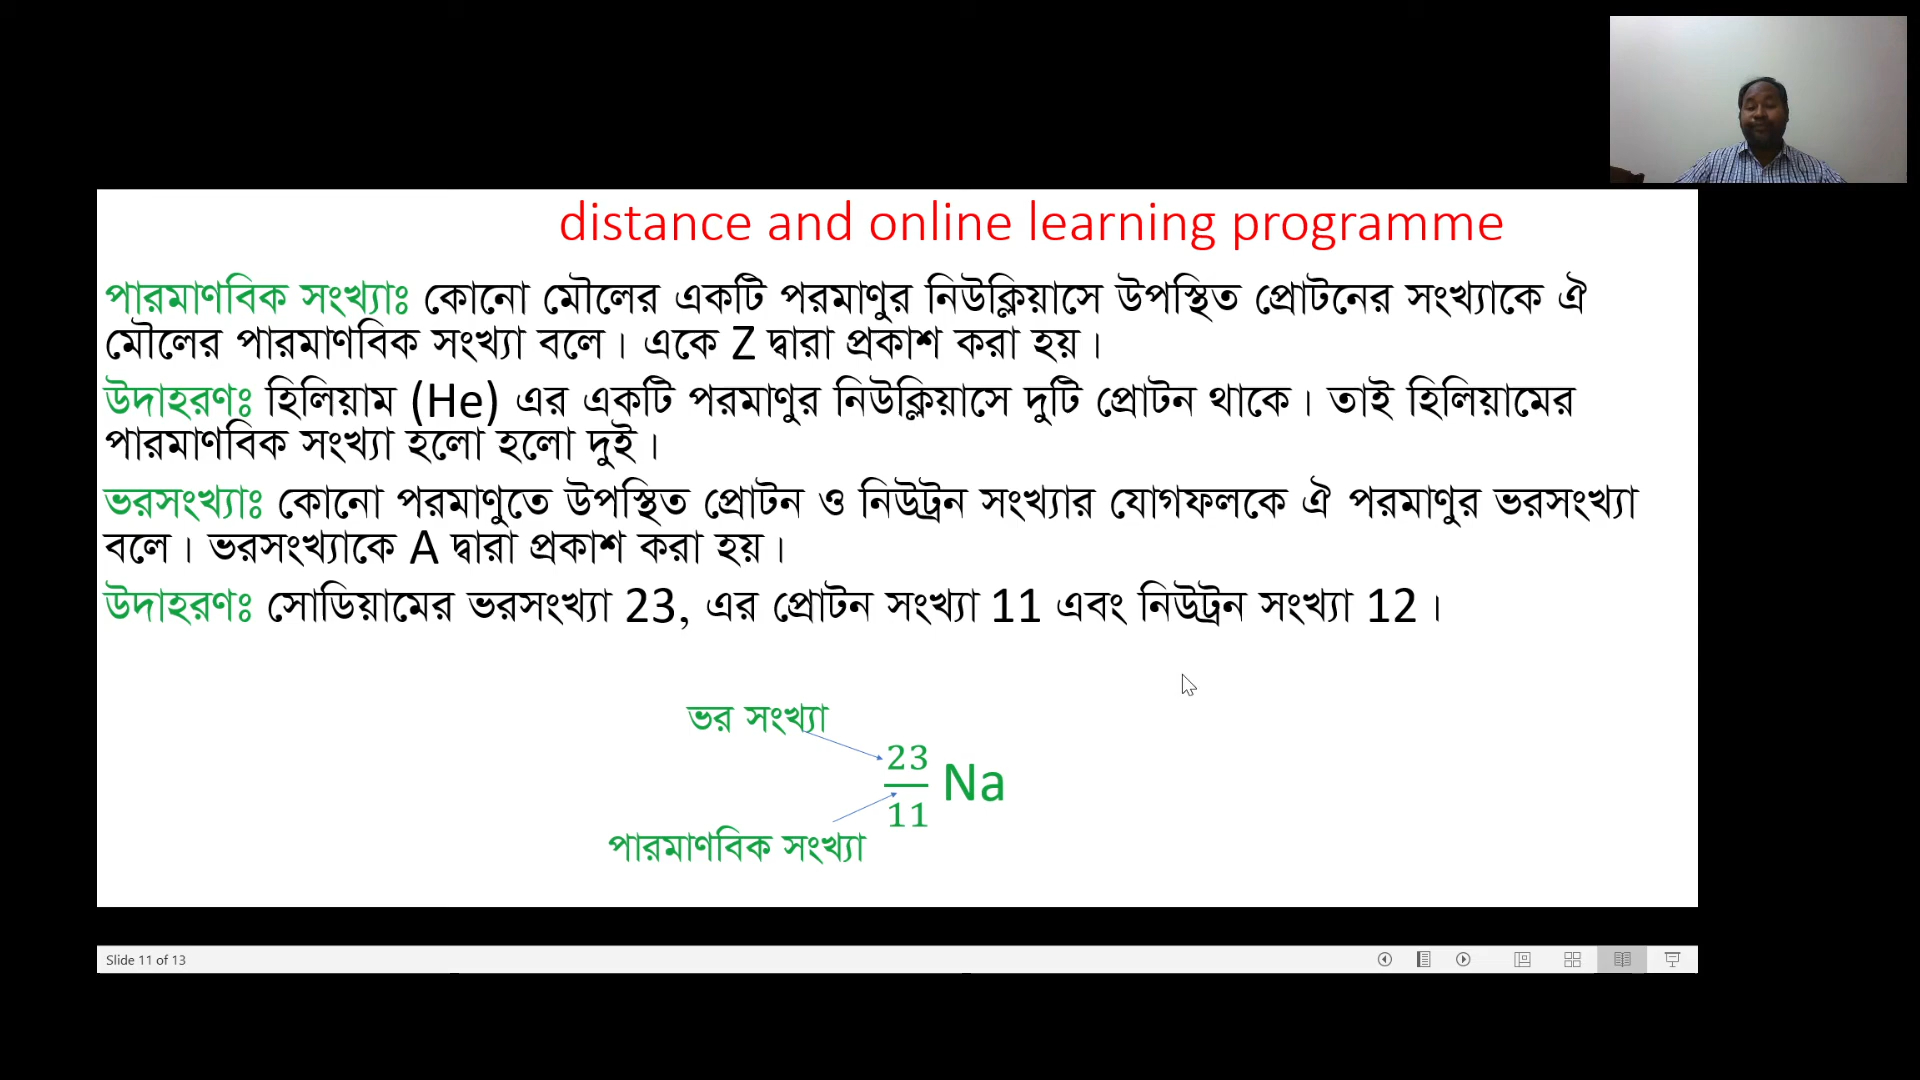 distance and online learning programme
পারমাণবিক সংখ্যাঃ কোনো মৌলের একটি পরমাণুর নিউক্লিয়াসে উপস্থিত প্রোটনের সংখ্যাকে ঐ
মৌলের পারমাণবিক সংখ্যা বলে। একে Z দ্বারা প্রকাশ করা হয়।
উদাহরণঃ হিলিয়াম (He) এর একটি পরমাণুর নিউক্লিয়াসে দুটি প্রোটন থাকে। তাই হিলিয়ামের
পারমাণবিক সংখ্যা হলো হলো দুই।
ভরসংখ্যাঃ কোনো পরমাণুতে উপস্থিত প্রোটন ও নিউট্রন সংখ্যার যোগফলকে ঐ পরমাণুর ভরসংখ্যা
বলে। ভরসংখ্যাকে A দ্বারা প্রকাশ করা হয়।
উদাহরণঃ সোডিয়ামের ভরসংখ্যা 23, এর প্রোটন সংখ্যা 11 এবং নিউট্রন সংখ্যা 12।
ভর সংখ্যা
23
Na
11
পারমাণবিক সংখ্যা
Slide 11 of 13